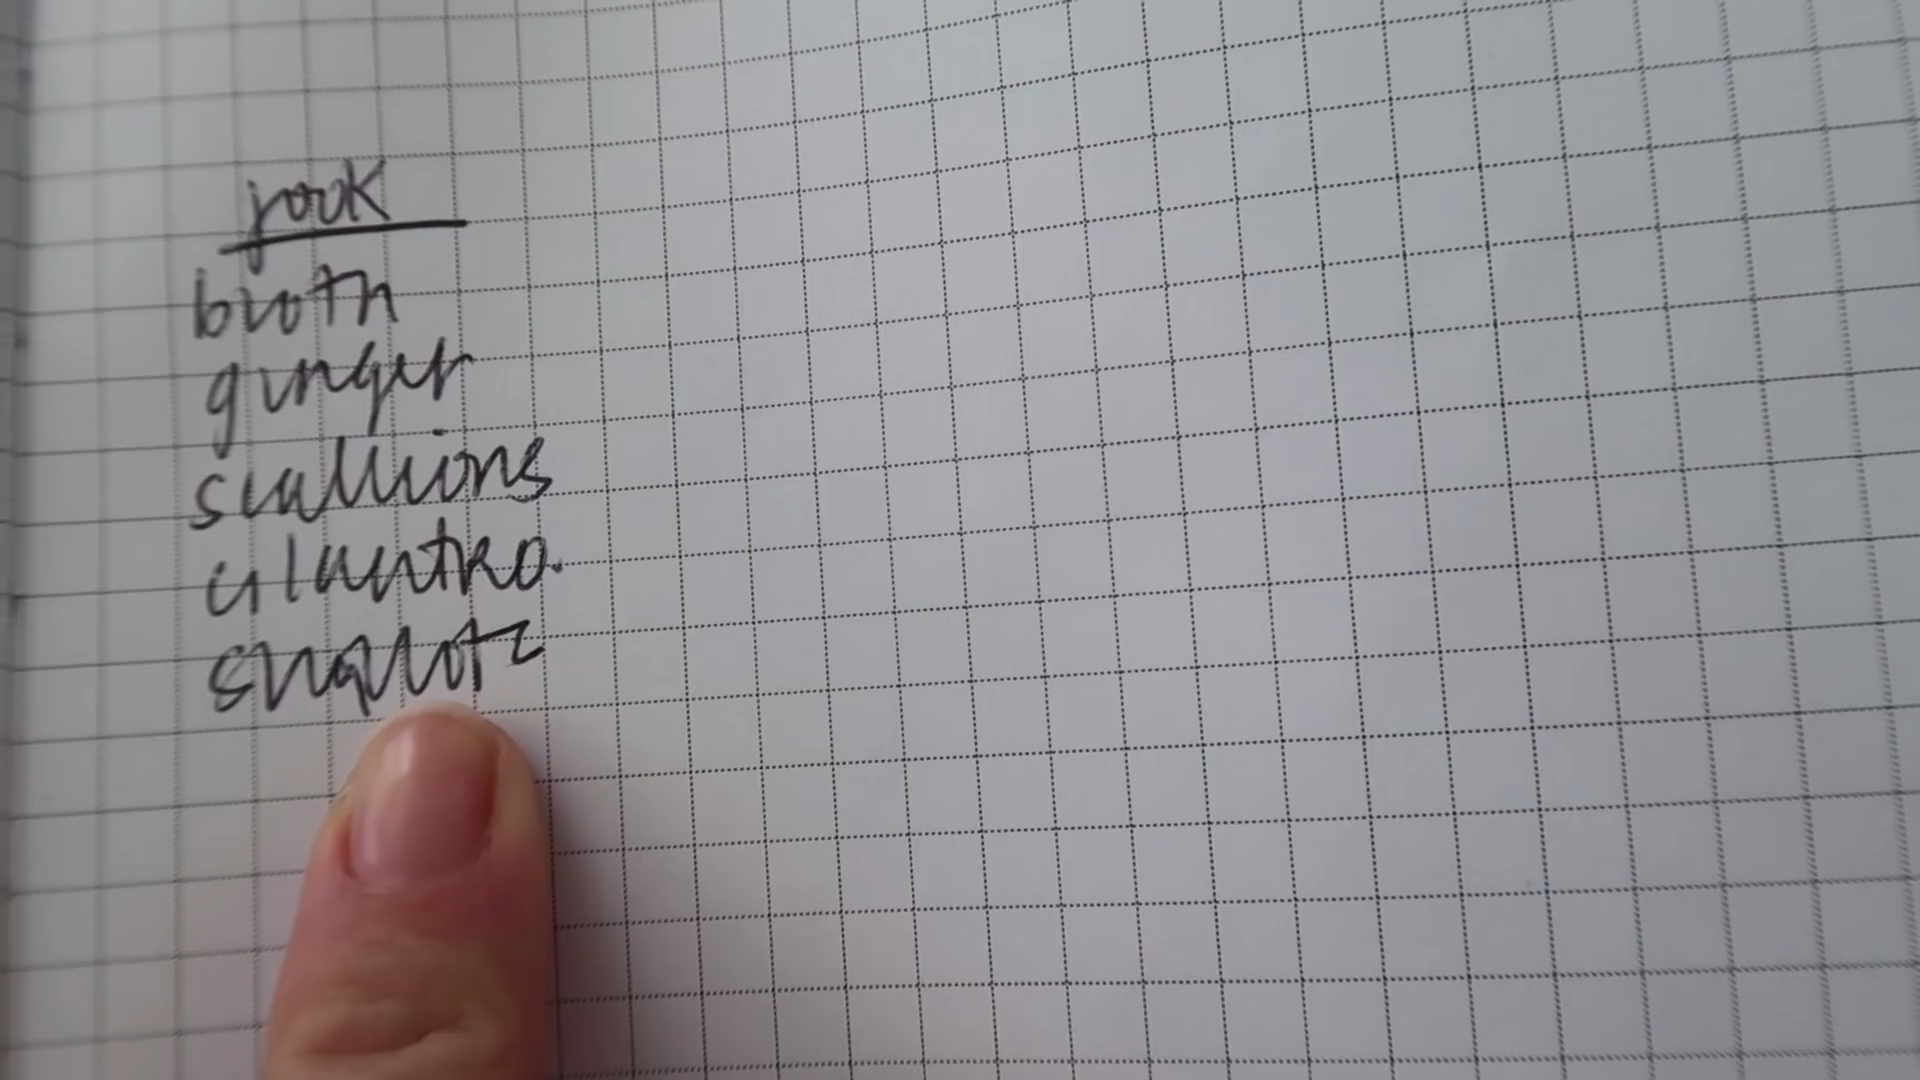 jook
broth
ginger
scallions
cilantro.
shallots